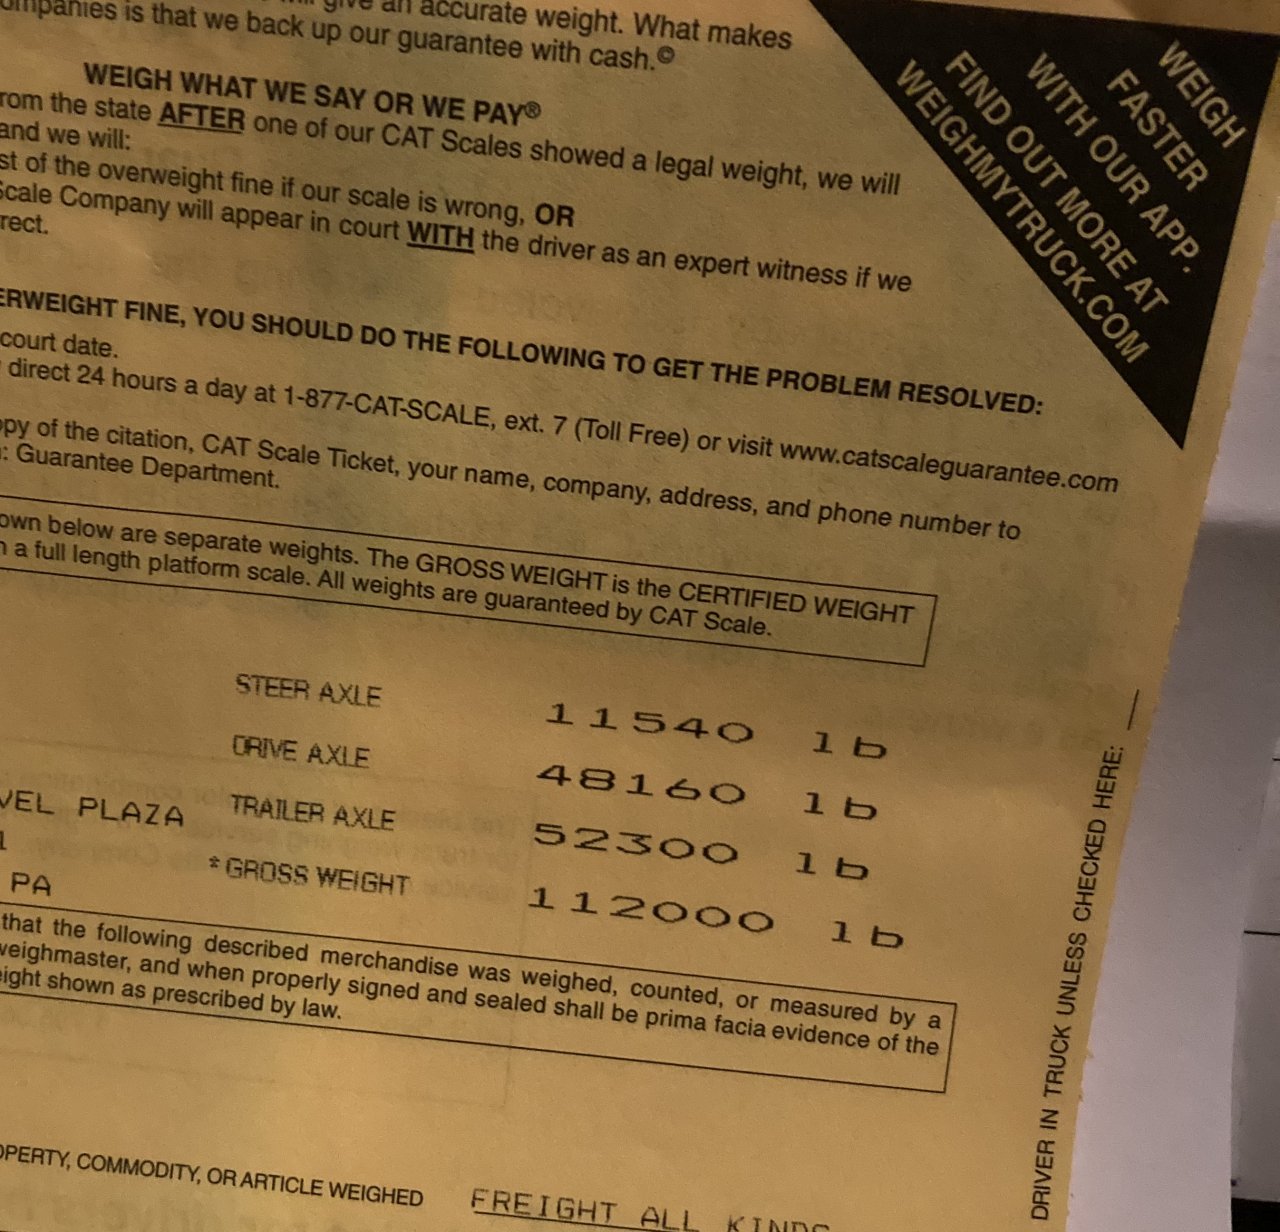 give an accurate weight. What makes
companies is that we back up our guarantee with cash.©
WEIGH WHAT WE SAY OR WE PAY®
rom the state AFTER one of our CAT Scales showed a legal weight, we will
and we will:
st of the overweight fine if our scale is wrong, OR
Scale Company will appear in court WITH the driver as an expert witness if we
rrect.
WEIGH
FASTER
WITH OUR APP.
FIND OUT MORE AT
WEIGHMYTRUCK.COM
ERWEIGHT FINE, YOU SHOULD DO THE FOLLOWING TO GET THE PROBLEM RESOLVED:
court date.
direct 24 hours a day at 1-877-CAT-SCALE, ext. 7 (Toll Free) or visit www.catscaleguarantee.com
opy of the citation, CAT Scale Ticket, your name, company, address, and phone number to
: Guarantee Department.
own below are separate weights. The GROSS WEIGHT is the CERTIFIED WEIGHT
n a full length platform scale. All weights are guaranteed by CAT Scale.
STEER AXLE 11540 lb
DRIVE AXLE 48160 lb
VEL PLAZA TRAILER AXLE 52300 lb
1
*GROSS WEIGHT 112000 lb
PA
that the following described merchandise was weighed, counted, or measured by a
weighmaster, and when properly signed and sealed shall be prima facia evidence of the
eight shown as prescribed by law.
OPERTY, COMMODITY, OR ARTICLE WEIGHED FREIGHT ALL KINDS
DRIVER IN TRUCK UNLESS CHECKED HERE: